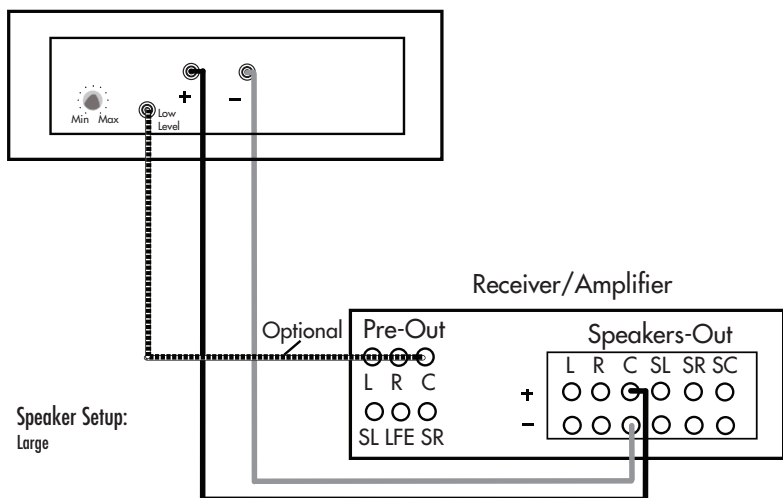 + −
Low
Min Max Level
Receiver/Amplifier
Optional Pre-Out Speakers-Out
L R C SL SR SC
L R C
+
−
Speaker Setup:
SL LFE SR
Large